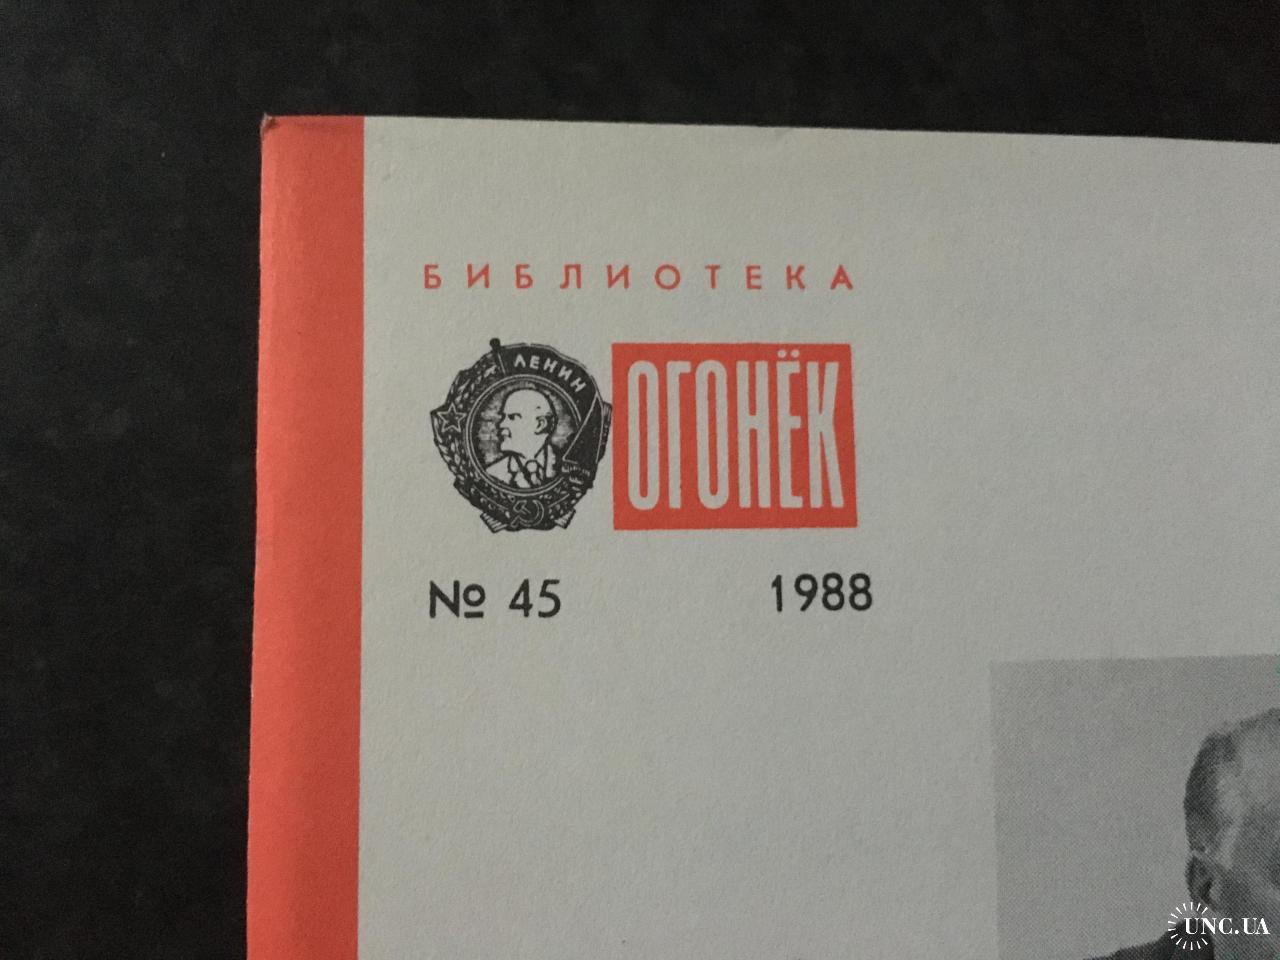 БИБЛИОТЕКА
ЛЕНИН
ОГОНЁК
№ 45 1988
UNC.UA